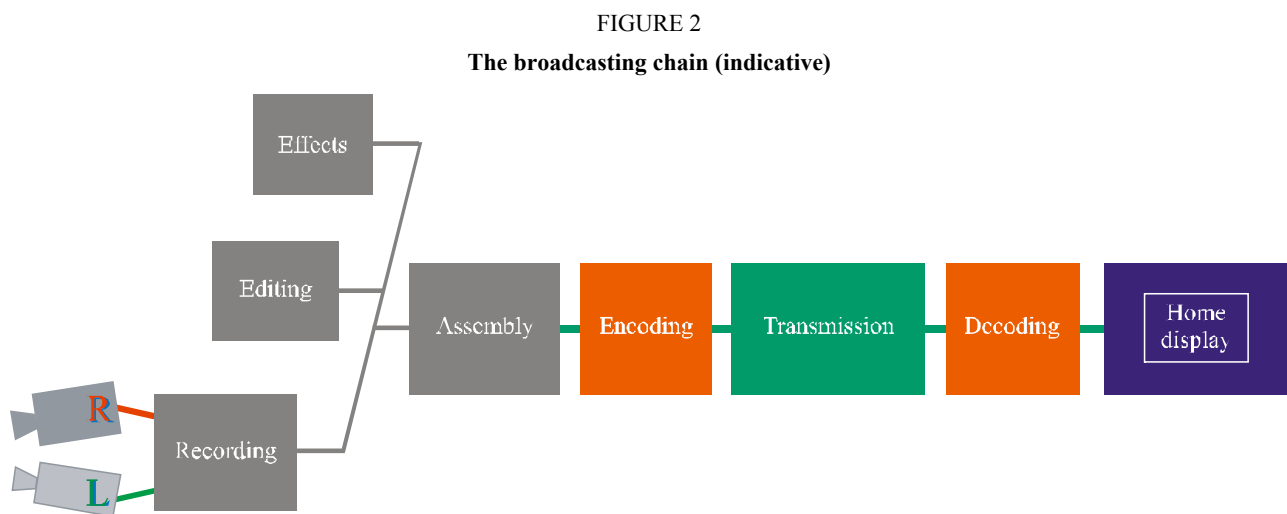 FIGURE 2
The broadcasting chain (indicative)
Effects
Editing
Assembly
Encoding
Transmission
Decoding
Home
display
R
Recording
L